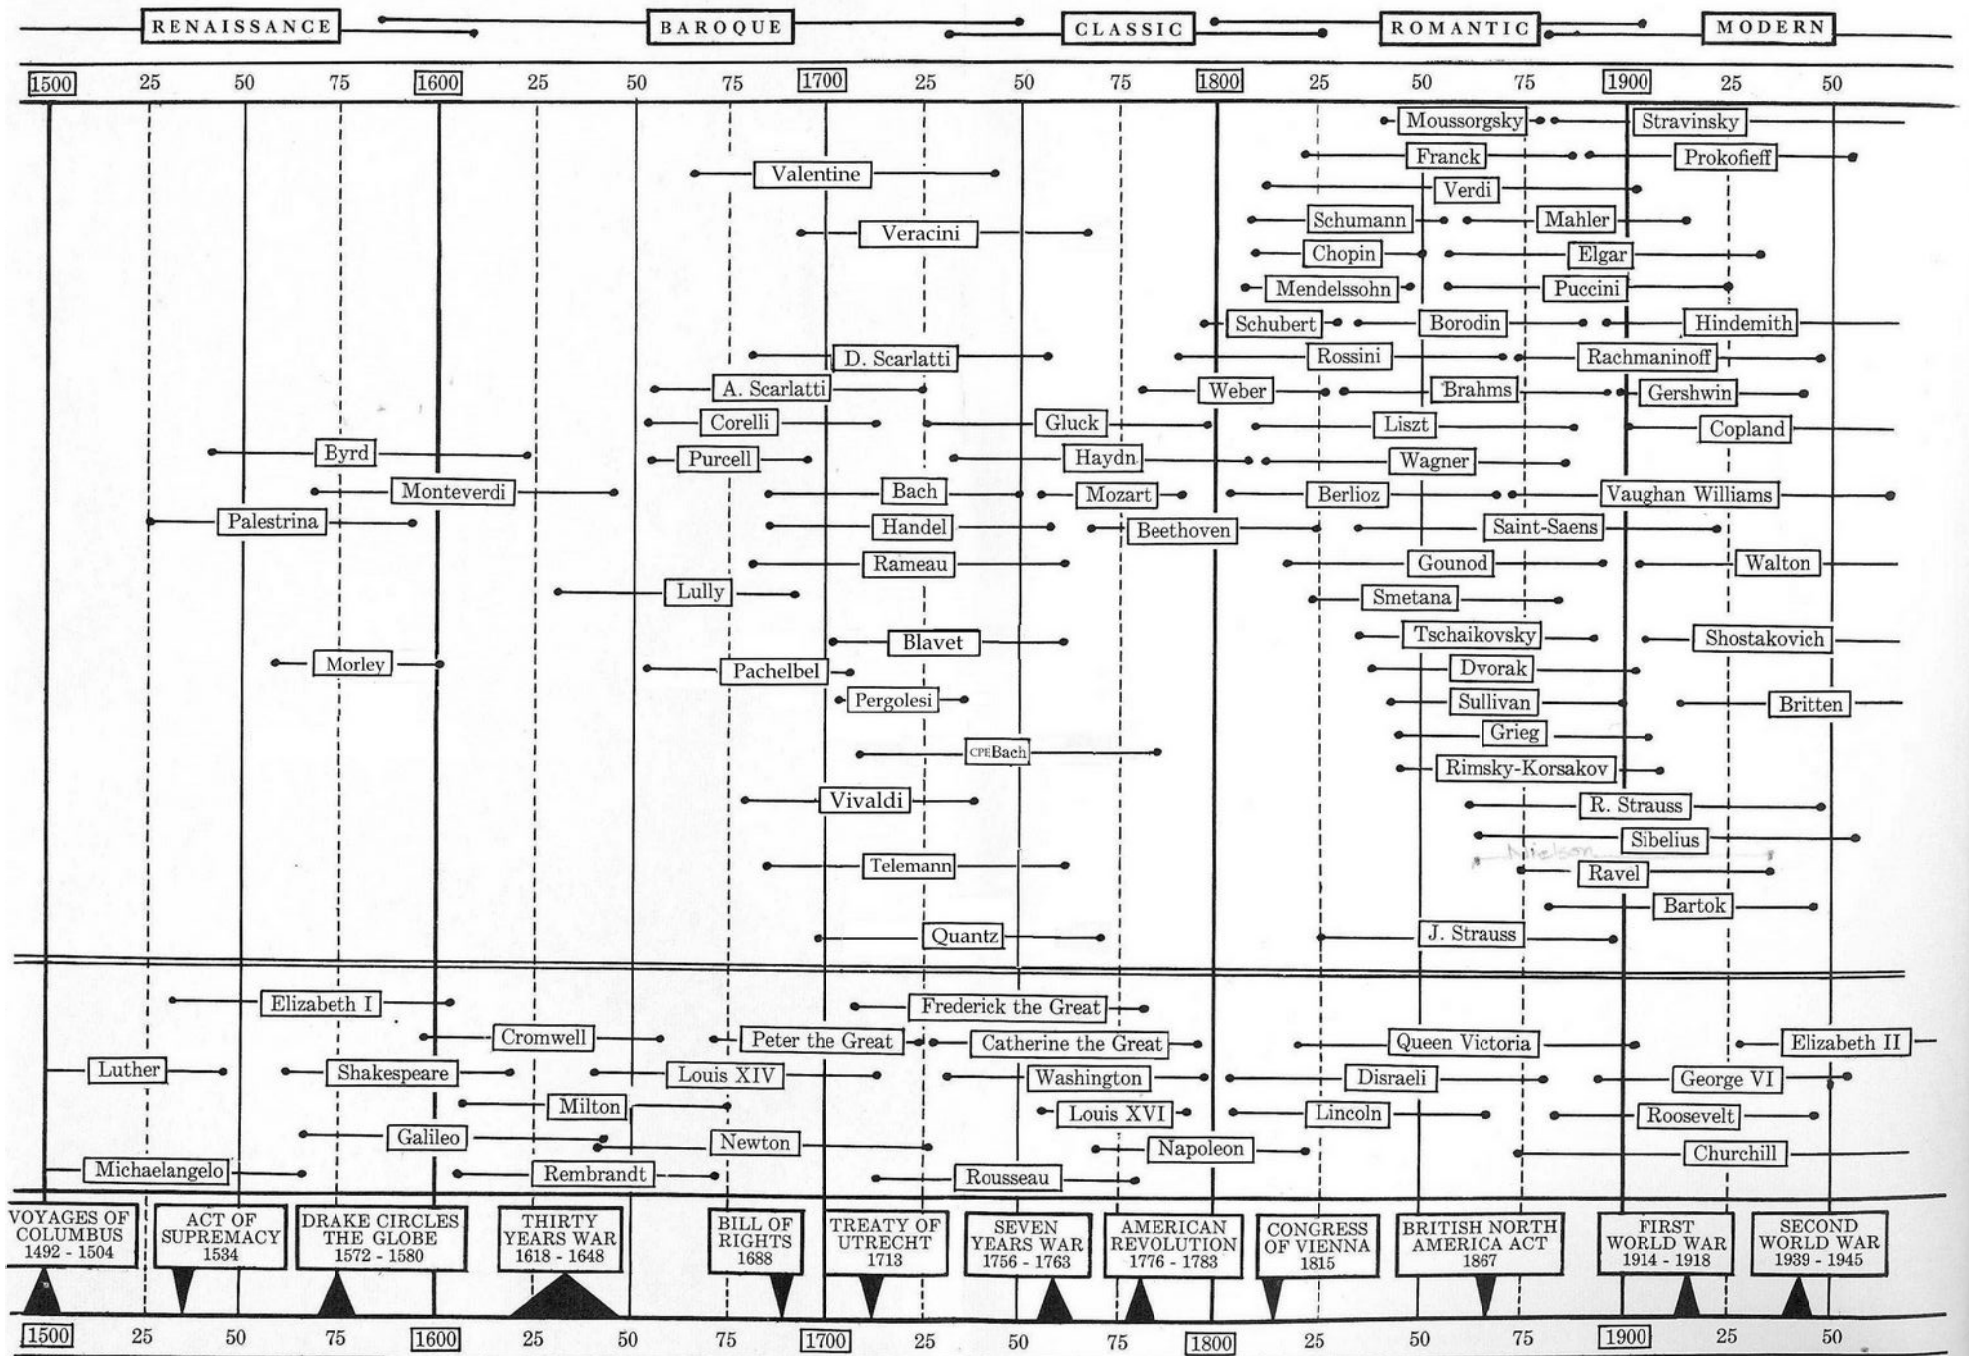 RENAISSANCE BAROQUE CLASSIC ROMANTIC MODERN
1500 25 50 75 1600 25 50 75 1700 25 50 75 1800 25 50 75 1900 25 50
Moussorgsky Stravinsky
Franck Prokofieff
Valentine
Verdi
Schumann Mahler
Veracini
Chopin Elgar
Mendelssohn Puccini
Schubert Borodin Hindemith
D. Scarlatti Rossini Rachmaninoff
A. Scarlatti Weber Brahms Gershwin
Corelli Gluck Liszt Copland
Byrd Purcell Haydn Wagner
Monteverdi Bach Mozart Berlioz Vaughan Williams
Palestrina Handel Beethoven Saint-Saens
Rameau Gounod Walton
Lully Smetana
Blavet Tschaikovsky Shostakovich
Morley Pachelbel Dvorak
Pergolesi Sullivan Britten
Grieg
CPEBach Rimsky-Korsakov
Vivaldi R. Strauss
Sibelius
Nielson
Telemann Ravel
Bartok
Quantz J. Strauss
Elizabeth I Frederick the Great
Cromwell Peter the Great Catherine the Great Queen Victoria Elizabeth II
Luther Shakespeare Louis XIV Washington Disraeli George VI
Milton Louis XVI Lincoln Roosevelt
Galileo Newton Napoleon Churchill
Michaelangelo Rembrandt Rousseau
VOYAGES OF
COLUMBUS
1492 - 1504
ACT OF
SUPREMACY
1534
DRAKE CIRCLES
THE GLOBE
1572 - 1580
THIRTY
YEARS WAR
1618 - 1648
BILL OF
RIGHTS
1688
TREATY OF
UTRECHT
1713
SEVEN
YEARS WAR
1756 - 1763
AMERICAN
REVOLUTION
1776 - 1783
CONGRESS
OF VIENNA
1815
BRITISH NORTH
AMERICA ACT
1867
FIRST
WORLD WAR
1914 - 1918
SECOND
WORLD WAR
1939 - 1945
1500 25 50 75 1600 25 50 75 1700 25 50 75 1800 25 50 75 1900 25 50